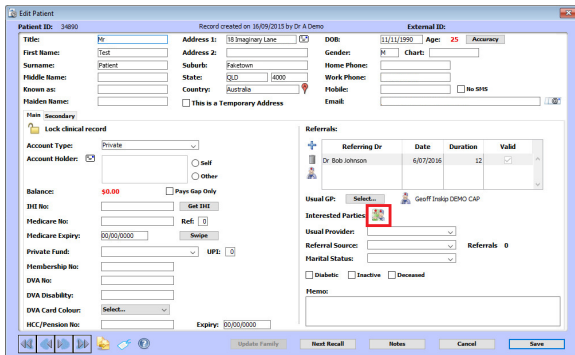 Edit Patient
Patient ID: 34890 Record created on 16/09/2015 by Dr A Demo External ID:
Title: Mr Address 1: 18 Imaginary Lane DOB: 11/11/1990 Age: 25 Accuracy
First Name: Test Address 2: Gender: M Chart:
Surname: Patient Suburb: Faketown Home Phone:
Middle Name: State: QLD 4000 Work Phone:
Known as: Country: Australia Mobile: No SMS
Maiden Name: This is a Temporary Address Email:
Main Secondary
Lock clinical record Referrals:
Account Type: Private Referring Dr Date Duration Valid
Account Holder: Self Dr Bob Johnson 6/07/2016 12
Other
Balance: $0.00 Pays Gap Only
IHI No: Get IHI Usual GP: Select... Geoff Inskip DEMO CAP
Medicare No: Ref: 0 Interested Parties:
Medicare Expiry: 00/00/0000 Swipe Usual Provider:
Private Fund: UPI: 0 Referral Source: Referrals 0
Membership No: Marital Status:
DVA No: Diabetic Inactive Deceased
DVA Disability: Memo:
DVA Card Colour: Select...
HCC/Pension No: Expiry: 00/00/0000
Update Family Next Recall Notes Cancel Save